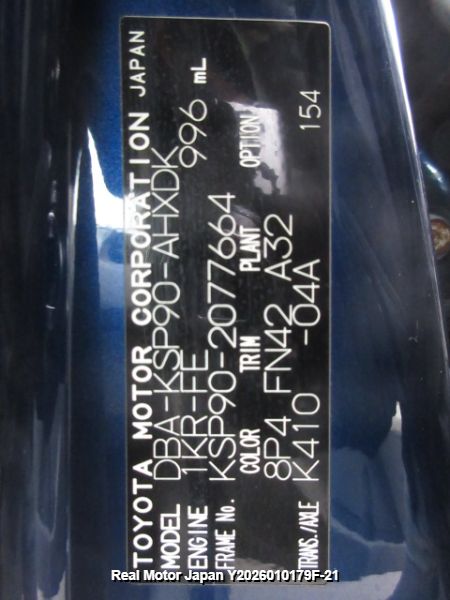 TOYOTA MOTOR CORPORATION JAPAN
MODEL DBA-KSP90-AHXDK
ENGINE 1KR-FE 996 mL
FRAME No. KSP90-2077664
COLOR TRIM PLANT OPTION
8P4 FN42 A32 154
TRANS./AXLE K410 -04A
Real Motor Japan Y2026010179F-21